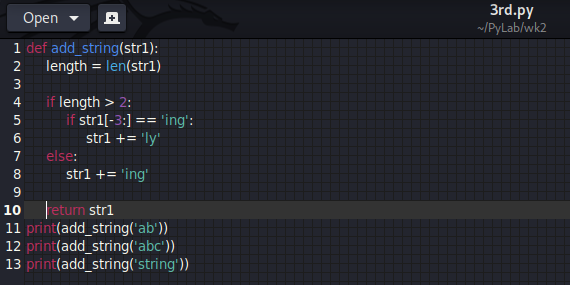 Open 3rd.py
~/PyLab/wk2
1 def add_string(str1):
2     length = len(str1)
3
4     if length > 2:
5         if str1[-3:] == 'ing':
6             str1 += 'ly'
7     else:
8         str1 += 'ing'
9
10     return str1
11 print(add_string('ab'))
12 print(add_string('abc'))
13 print(add_string('string'))